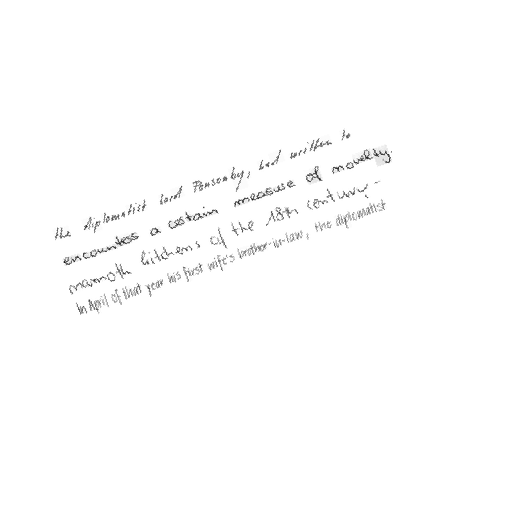 the diplomatist Lord Ponsonby, had written to
encounters a certain measure of novelty.
mammoth kitchens of the 18th century -
In April of that year his first wife's brother-in-law, the diplomatist